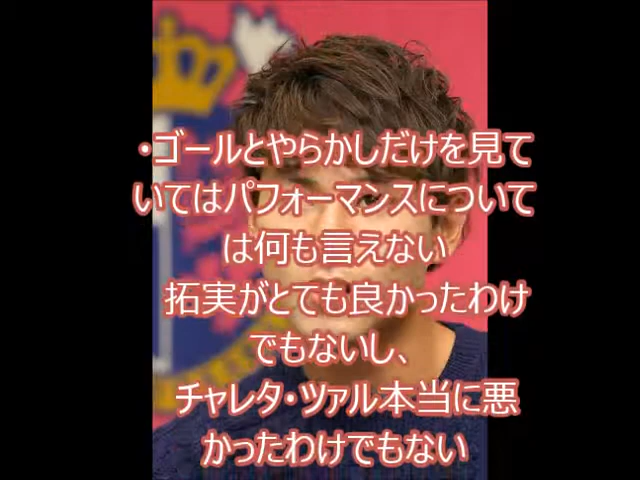 ・ゴールとやらかしだけを見て
いてはパフォーマンスについて
は何も言えない
拓実がとても良かったわけ
でもないし、
チャレタ・ツァル本当に悪
かったわけでもない